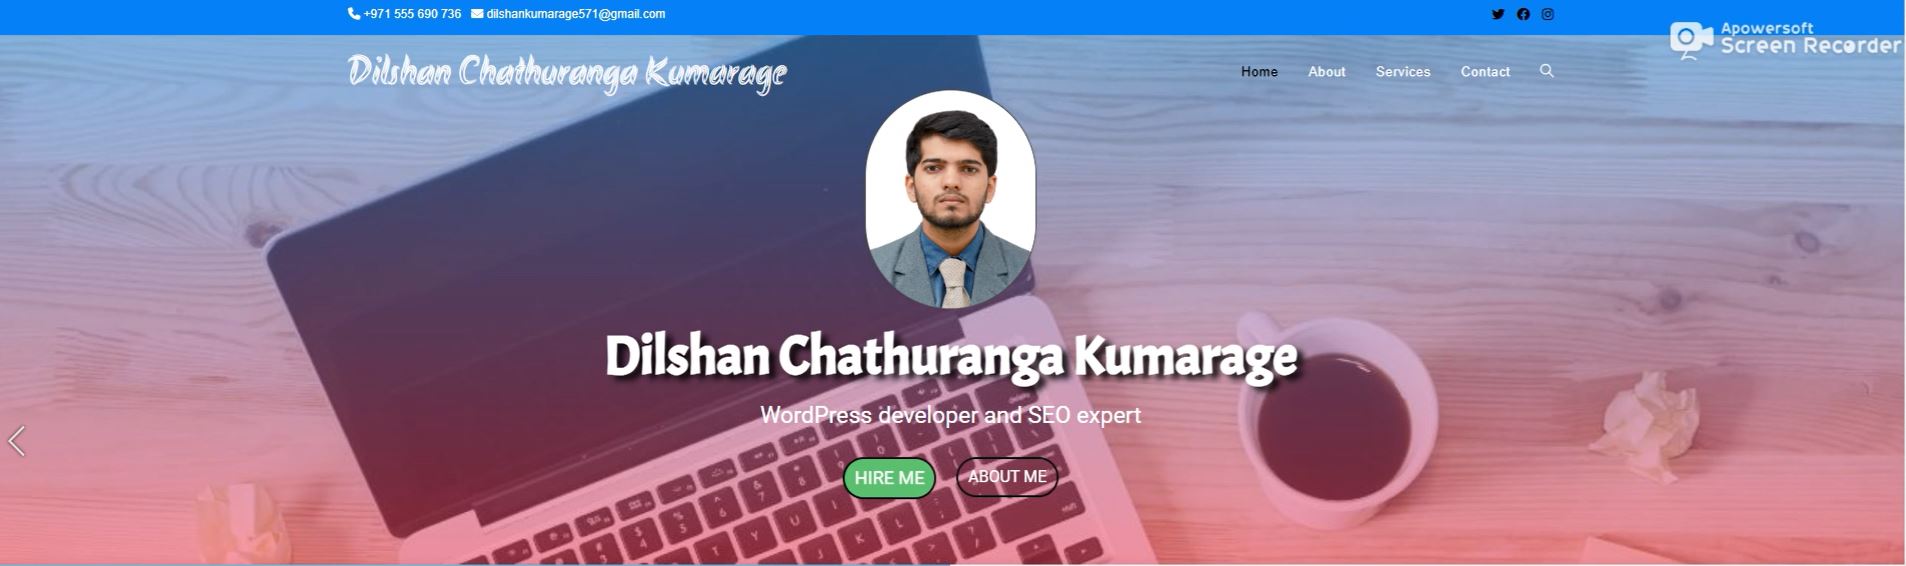 +971 555 690 736 dilshankumarage571@gmail.com
Apowersoft
Screen Recorder
Dilshan Chathuranga Kumarage
Home About Services Contact
Dilshan Chathuranga Kumarage
WordPress developer and SEO expert
HIRE ME ABOUT ME